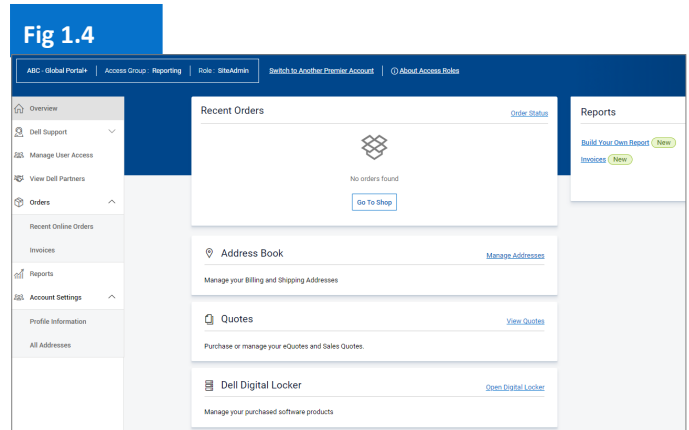 Fig 1.4
ABC - Global Portal+ | Access Group : Reporting | Role : SiteAdmin Switch to Another Premier Account | About Access Roles
Overview
Dell Support
Manage User Access
View Dell Partners
Orders
Recent Online Orders
Invoices
Reports
Account Settings
Profile Information
All Addresses
Recent Orders Order Status
No orders found
Go To Shop
Address Book Manage Addresses
Manage your Billing and Shipping Addresses
Quotes View Quotes
Purchase or manage your eQuotes and Sales Quotes.
Dell Digital Locker Open Digital Locker
Manage your purchased software products
Reports
Build Your Own Report New
Invoices New